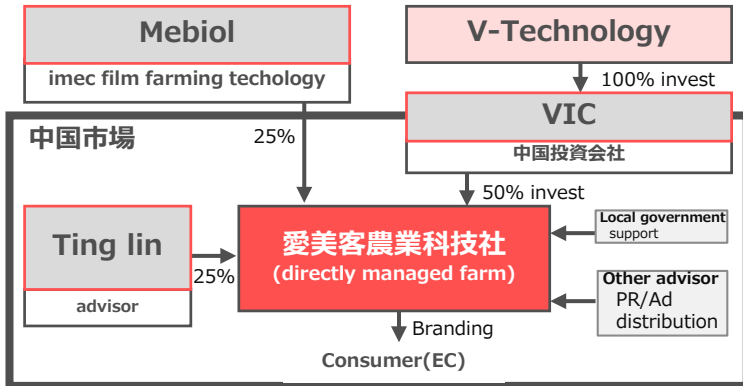 Mebiol
imec film farming techology
V-Technology
100% invest
VIC
中国投資会社
中国市場
25%
50% invest
Ting lin
advisor
25%
愛美客農業科技社
(directly managed farm)
Local government
support
Other advisor
PR/Ad
distribution
Branding
Consumer(EC)